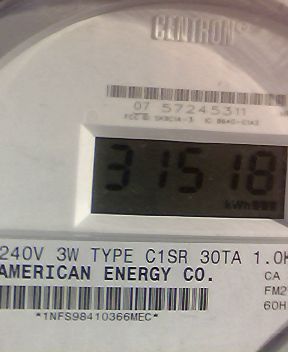 CENTRON®
07 57245311
31518
kWh
240V 3W TYPE C1SR 30TA 1.0K
AMERICAN ENERGY CO. CA
FM2
60H
*1NFS98410366MEC*